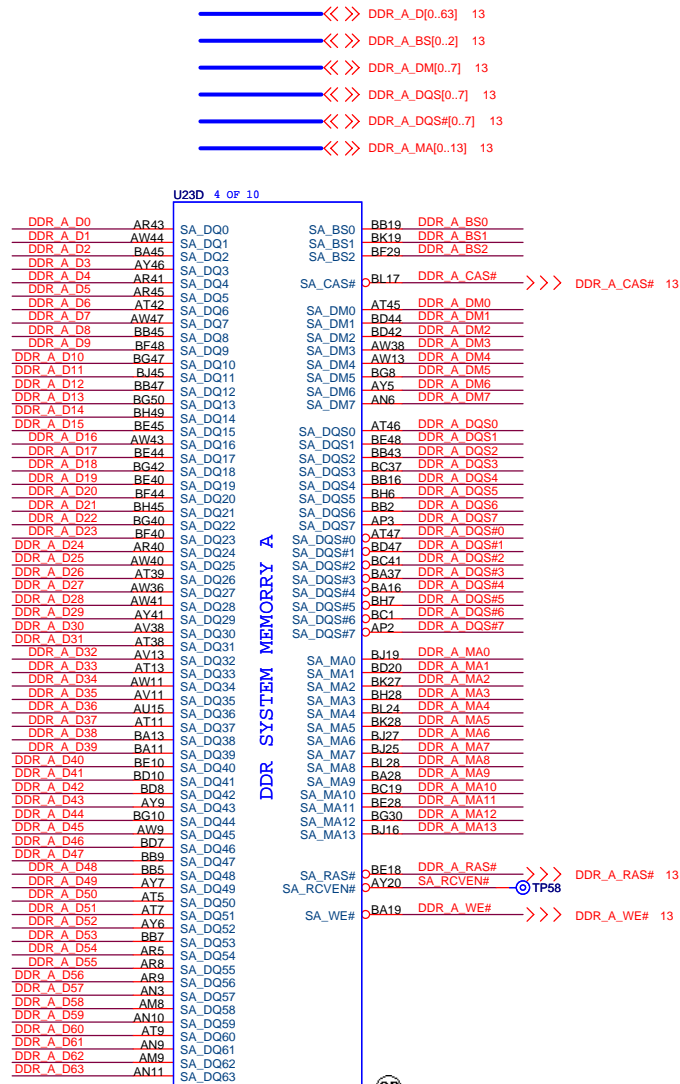 DDR_A_D[0..63] 13
DDR_A_BS[0..2] 13
DDR_A_DM[0..7] 13
DDR_A_DQS[0..7] 13
DDR_A_DQS#[0..7] 13
DDR_A_MA[0..13] 13
U23D 4 OF 10
DDR_A_D0 AR43 SA_DQ0
DDR_A_D1 AW44 SA_DQ1
DDR_A_D2 BA45 SA_DQ2
DDR_A_D3 AY46 SA_DQ3
DDR_A_D4 AR41 SA_DQ4
DDR_A_D5 AR45 SA_DQ5
DDR_A_D6 AT42 SA_DQ6
DDR_A_D7 AW47 SA_DQ7
DDR_A_D8 BB45 SA_DQ8
DDR_A_D9 BF48 SA_DQ9
DDR_A_D10 BG47 SA_DQ10
DDR_A_D11 BJ45 SA_DQ11
DDR_A_D12 BB47 SA_DQ12
DDR_A_D13 BG50 SA_DQ13
DDR_A_D14 BH49 SA_DQ14
DDR_A_D15 BE45 SA_DQ15
DDR_A_D16 AW43 SA_DQ16
DDR_A_D17 BE44 SA_DQ17
DDR_A_D18 BG42 SA_DQ18
DDR_A_D19 BE40 SA_DQ19
DDR_A_D20 BF44 SA_DQ20
DDR_A_D21 BH45 SA_DQ21
DDR_A_D22 BG40 SA_DQ22
DDR_A_D23 BF40 SA_DQ23
DDR_A_D24 AR40 SA_DQ24
DDR_A_D25 AW40 SA_DQ25
DDR_A_D26 AT39 SA_DQ26
DDR_A_D27 AW36 SA_DQ27
DDR_A_D28 AW41 SA_DQ28
DDR_A_D29 AY41 SA_DQ29
DDR_A_D30 AV38 SA_DQ30
DDR_A_D31 AT38 SA_DQ31
DDR_A_D32 AV13 SA_DQ32
DDR_A_D33 AT13 SA_DQ33
DDR_A_D34 AW11 SA_DQ34
DDR_A_D35 AV11 SA_DQ35
DDR_A_D36 AU15 SA_DQ36
DDR_A_D37 AT11 SA_DQ37
DDR_A_D38 BA13 SA_DQ38
DDR_A_D39 BA11 SA_DQ39
DDR_A_D40 BE10 SA_DQ40
DDR_A_D41 BD10 SA_DQ41
DDR_A_D42 BD8 SA_DQ42
DDR_A_D43 AY9 SA_DQ43
DDR_A_D44 BG10 SA_DQ44
DDR_A_D45 AW9 SA_DQ45
DDR_A_D46 BD7 SA_DQ46
DDR_A_D47 BB9 SA_DQ47
DDR_A_D48 BB5 SA_DQ48
DDR_A_D49 AY7 SA_DQ49
DDR_A_D50 AT5 SA_DQ50
DDR_A_D51 AT7 SA_DQ51
DDR_A_D52 AY6 SA_DQ52
DDR_A_D53 BB7 SA_DQ53
DDR_A_D54 AR5 SA_DQ54
DDR_A_D55 AR8 SA_DQ55
DDR_A_D56 AR9 SA_DQ56
DDR_A_D57 AN3 SA_DQ57
DDR_A_D58 AM8 SA_DQ58
DDR_A_D59 AN10 SA_DQ59
DDR_A_D60 AT9 SA_DQ60
DDR_A_D61 AN9 SA_DQ61
DDR_A_D62 AM9 SA_DQ62
DDR_A_D63 AN11 SA_DQ63
DDR SYSTEM MEMORRY A
SA_BS0 BB19 DDR_A_BS0
SA_BS1 BK19 DDR_A_BS1
SA_BS2 BF29 DDR_A_BS2
SA_CAS# BL17 DDR_A_CAS# DDR_A_CAS# 13
SA_DM0 AT45 DDR_A_DM0
SA_DM1 BD44 DDR_A_DM1
SA_DM2 BD42 DDR_A_DM2
SA_DM3 AW38 DDR_A_DM3
SA_DM4 AW13 DDR_A_DM4
SA_DM5 BG8 DDR_A_DM5
SA_DM6 AY5 DDR_A_DM6
SA_DM7 AN6 DDR_A_DM7
SA_DQS0 AT46 DDR_A_DQS0
SA_DQS1 BE48 DDR_A_DQS1
SA_DQS2 BB43 DDR_A_DQS2
SA_DQS3 BC37 DDR_A_DQS3
SA_DQS4 BB16 DDR_A_DQS4
SA_DQS5 BH6 DDR_A_DQS5
SA_DQS6 BB2 DDR_A_DQS6
SA_DQS7 AP3 DDR_A_DQS7
SA_DQS#0 AT47 DDR_A_DQS#0
SA_DQS#1 BD47 DDR_A_DQS#1
SA_DQS#2 BC41 DDR_A_DQS#2
SA_DQS#3 BA37 DDR_A_DQS#3
SA_DQS#4 BA16 DDR_A_DQS#4
SA_DQS#5 BH7 DDR_A_DQS#5
SA_DQS#6 BC1 DDR_A_DQS#6
SA_DQS#7 AP2 DDR_A_DQS#7
SA_MA0 BJ19 DDR_A_MA0
SA_MA1 BD20 DDR_A_MA1
SA_MA2 BK27 DDR_A_MA2
SA_MA3 BH28 DDR_A_MA3
SA_MA4 BL24 DDR_A_MA4
SA_MA5 BK28 DDR_A_MA5
SA_MA6 BJ27 DDR_A_MA6
SA_MA7 BJ25 DDR_A_MA7
SA_MA8 BL28 DDR_A_MA8
SA_MA9 BA28 DDR_A_MA9
SA_MA10 BC19 DDR_A_MA10
SA_MA11 BE28 DDR_A_MA11
SA_MA12 BG30 DDR_A_MA12
SA_MA13 BJ16 DDR_A_MA13
SA_RAS# BE18 DDR_A_RAS# DDR_A_RAS# 13
SA_RCVEN# AY20 SA_RCVEN# TP58
SA_WE# BA19 DDR_A_WE# DDR_A_WE# 13